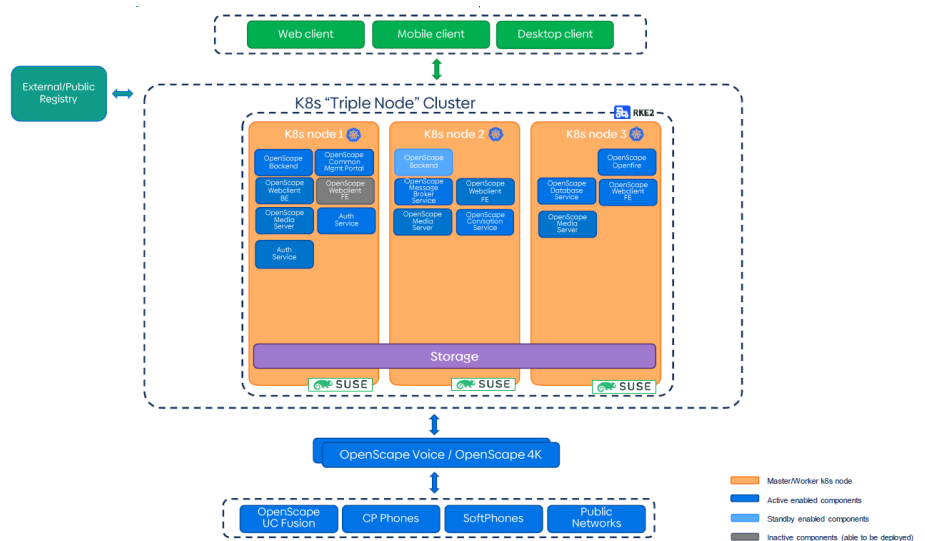 Web client
Mobile client
Desktop client
External/Public
Registry
K8s “Triple Node” Cluster
RKE2
K8s node 1
K8s node 2
K8s node 3
OpenScape
Backend
OpenScape
Common
Mgmt Portal
OpenScape
Webclient
BE
OpenScape
Webclient
FE
OpenScape
Media
Server
Auth
Service
Auth
Service
OpenScape
Backend
OpenScape
Message
Broker
Service
OpenScape
Webclient
FE
OpenScape
Media
Server
OpenScape
Con/sation
Service
OpenScape
Openfire
OpenScape
Database
Service
OpenScape
Webclient
FE
OpenScape
Media
Server
Storage
SUSE
SUSE
SUSE
OpenScape Voice / OpenScape 4K
OpenScape
UC Fusion
CP Phones
SoftPhones
Public
Networks
Master/Worker k8s node
Active enabled components
Standby enabled components
Inactive components (able to be deployed)